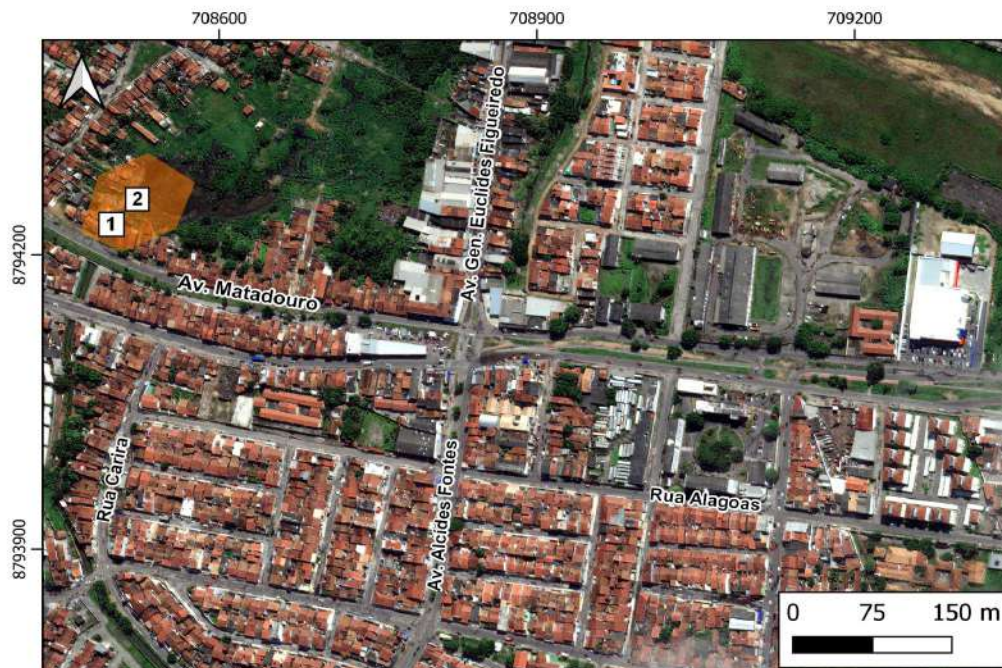 708600
708900
709200
8794200
8793900
Av. Gen. Euclides Figueiredo
2
1
Av. Matadouro
Rua Carira
Av. Alcides Fontes
Rua Alagoas
0 75 150 m